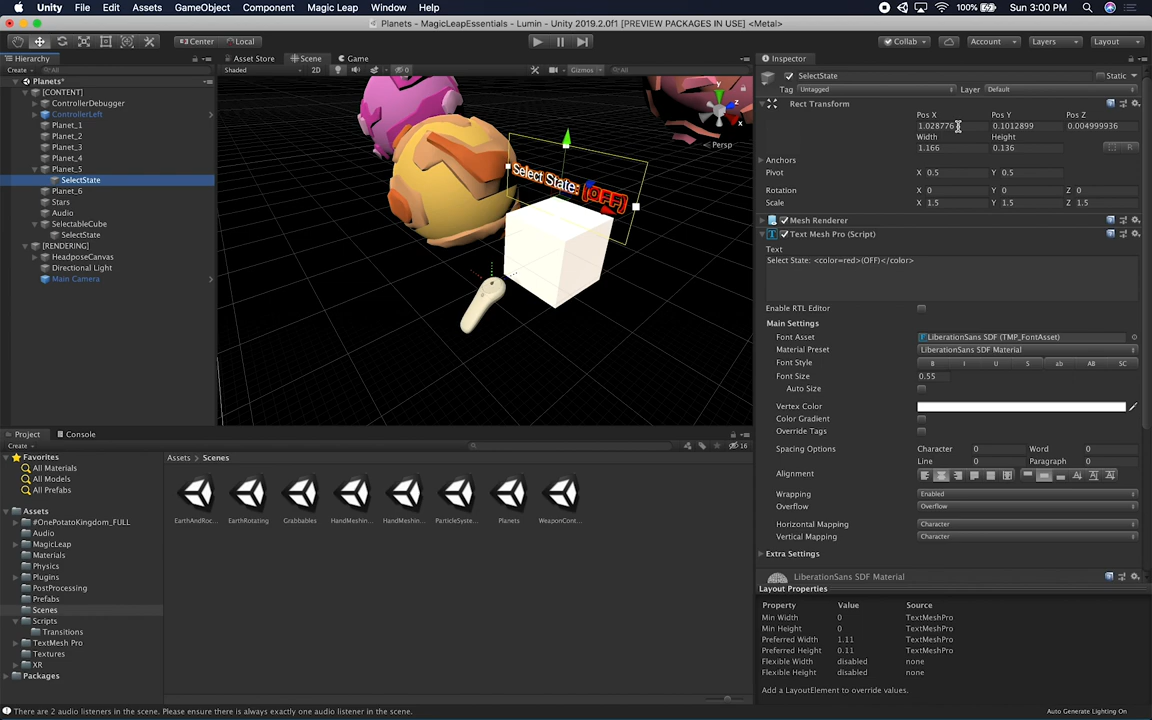 Unity File Edit Assets GameObject Component Magic Leap Window Help 100% Sun 3:00 PM
Planets - MagicLeapEssentials - Lumin - Unity 2019.2.0f1 [PREVIEW PACKAGES IN USE] <Metal>
Center Local Collab Account Layers Layout
Hierarchy Asset Store Scene Game Inspector
Create All Shaded 2D 0 Gizmos All
SelectState Static
Tag Untagged Layer Default
Planets*
[CONTENT]
ControllerDebugger
ControllerLeft
Planet_1
Planet_2
Planet_3
Planet_4
Planet_5
SelectState
Planet_6
Stars
Audio
SelectableCube
SelectState
[RENDERING]
HeadposeCanvas
Directional Light
Main Camera
y
z
x
Persp
Select State: (OFF)
Rect Transform
Pos X Pos Y Pos Z
1.028776 0.1012899 0.004999936
Width Height
1.166 0.136
R
Anchors
Pivot X 0.5 Y 0.5
Rotation X 0 Y 0 Z 0
Scale X 1.5 Y 1.5 Z 1.5
Mesh Renderer
Text Mesh Pro (Script)
Text
Select State: <color=red>(OFF)</color>
Enable RTL Editor
Main Settings
Font Asset LiberationSans SDF (TMP_FontAsset)
Material Preset LiberationSans SDF Material
Font Style B I U S ab AB SC
Font Size 0.55
Auto Size
Vertex Color
Color Gradient
Override Tags
Spacing Options Character 0 Word 0
Line 0 Paragraph 0
Alignment
Wrapping Enabled
Overflow Overflow
Horizontal Mapping Character
Vertical Mapping Character
Extra Settings
LiberationSans SDF Material
Layout Properties
Property Value Source
Min Width 0 TextMeshPro
Min Height 0 TextMeshPro
Preferred Width 1.11 TextMeshPro
Preferred Height 0.11 TextMeshPro
Flexible Width disabled none
Flexible Height disabled none
Add a LayoutElement to override values.
Project Console
Create 16
Favorites
All Materials
All Models
All Prefabs
Assets
#OnePotatoKingdom_FULL
Audio
MagicLeap
Materials
Physics
Plugins
PostProcessing
Prefabs
Scenes
Scripts
Transitions
TextMesh Pro
Textures
XR
Packages
Assets Scenes
EarthAndRoc... EarthRotating Grabbables HandMeshin... HandMeshin... ParticleSyste... Planets WeaponCont...
There are 2 audio listeners in the scene. Please ensure there is always exactly one audio listener in the scene.
Auto Generate Lighting On